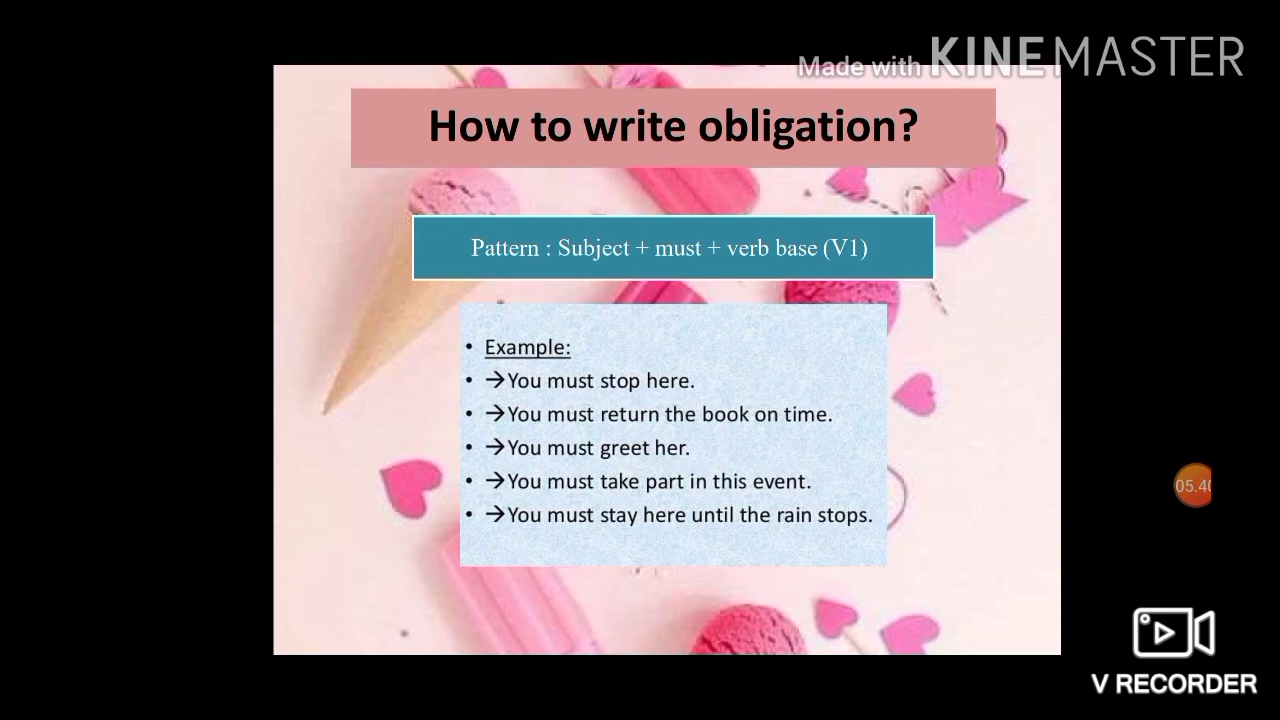 Made with KINEMASTER
How to write obligation?
Pattern : Subject + must + verb base (V1)
• Example:
• →You must stop here.
• →You must return the book on time.
• →You must greet her.
• →You must take part in this event.
• →You must stay here until the rain stops.
05.40
V RECORDER